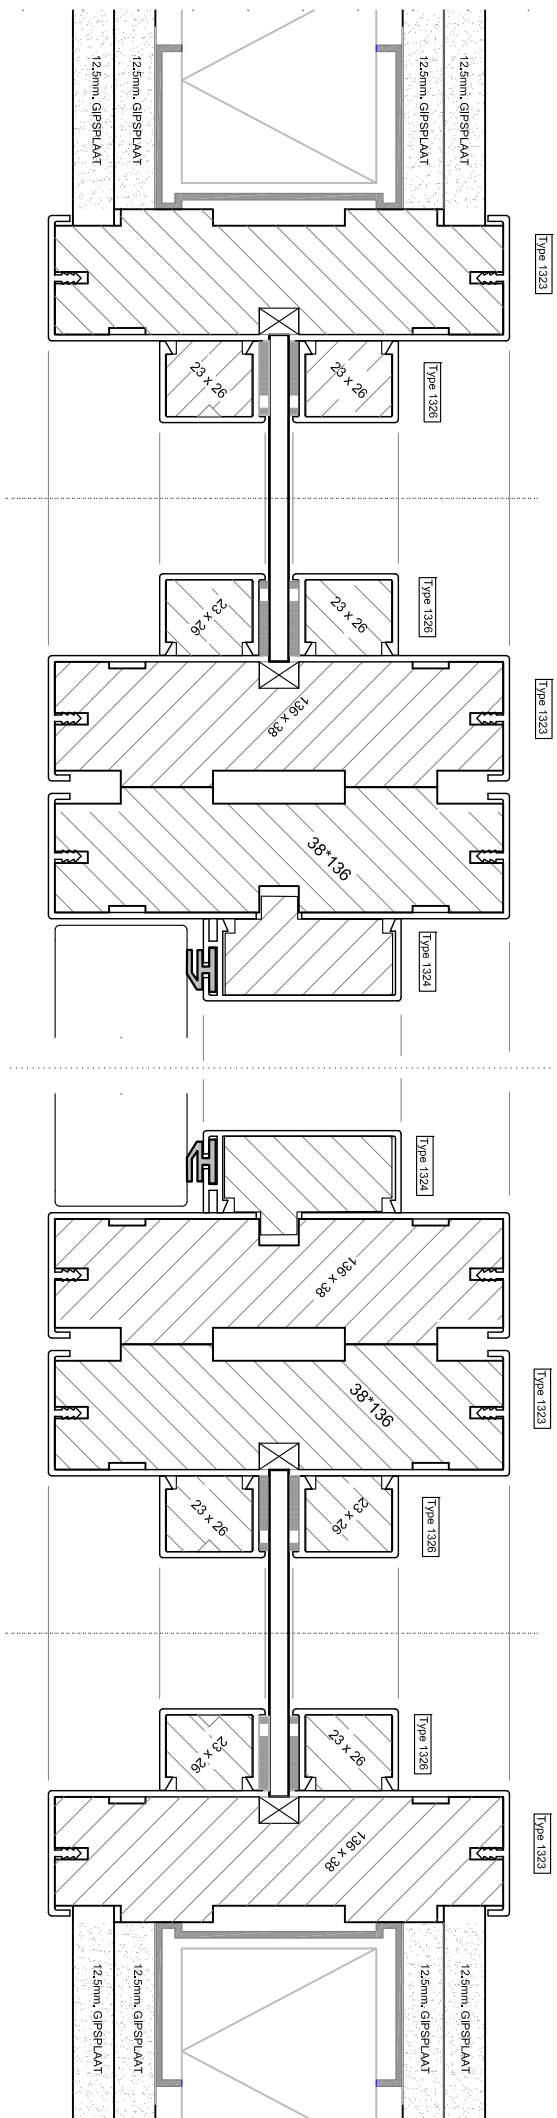 12.5mm. GIPSPLAAT
12.5mm. GIPSPLAAT
12.5mm. GIPSPLAAT
12.5mm. GIPSPLAAT
Type 1323
23 x 26
23 x 26
Type 1326
23 x 26
23 x 26
Type 1326
136 x 38
Type 1323
38*136
Type 1324
Type 1324
136 x 38
38*136
Type 1323
23 x 26
23 x 26
Type 1326
23 x 26
23 x 26
Type 1326
136 x 38
Type 1323
12.5mm. GIPSPLAAT
12.5mm. GIPSPLAAT
12.5mm. GIPSPLAAT
12.5mm. GIPSPLAAT